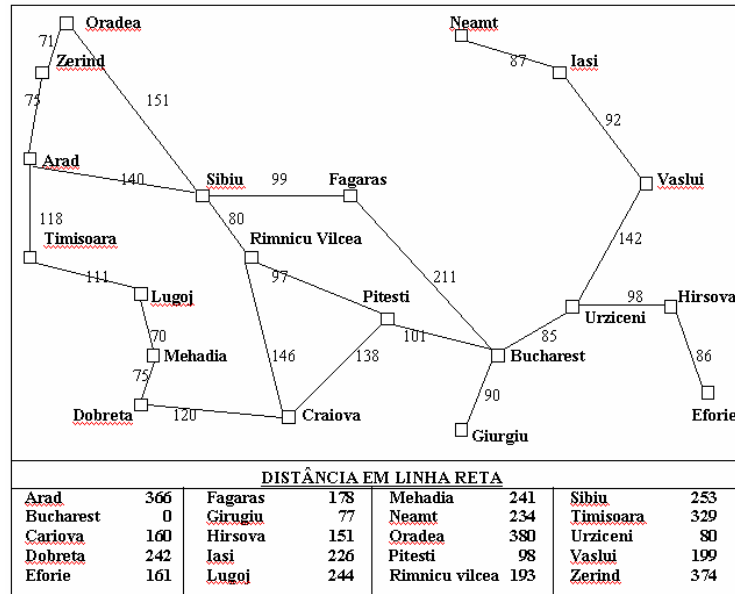 Oradea
Neamt
71
87
Zerind
Iasi
75
151
92
Arad
140
Sibiu
99
Fagaras
Vaslui
118
80
Timisoara
Rimnicu Vilcea
142
111
97
211
Lugoj
Pitesti
98
Hirsova
Urziceni
70
146
138
101
85
Mehadia
Bucharest
86
75
90
Dobreta
120
Craiova
Giurgiu
Eforie
DISTÂNCIA EM LINHA RETA
Arad 366 Fagaras 178 Mehadia 241 Sibiu 253
Bucharest 0 Girugiu 77 Neamt 234 Timisoara 329
Cariova 160 Hirsova 151 Oradea 380 Urziceni 80
Dobreta 242 Iasi 226 Pitesti 98 Vaslui 199
Eforie 161 Lugoj 244 Rimnicu vilcea 193 Zerind 374